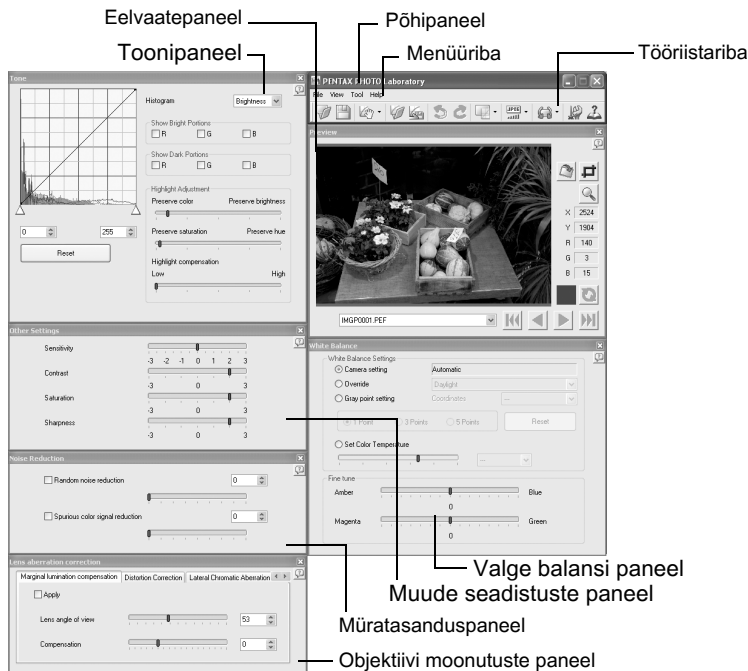 Eelvaatepaneel
Põhipaneel
Toonipaneel
Menüüriba
Tööriistariba
Tone
Histogram
Brightness
Show Bright Portions
R G B
Show Dark Portions
R G B
Highlight Adjustment
Preserve color Preserve brightness
Preserve saturation Preserve hue
Highlight compensation
Low High
0 255
Reset
PENTAX PHOTO Laboratory
File View Tool Help
JPEG
Preview
X 2524
Y 1904
R 140
G 3
B 15
IMGP0001.PEF
Other Settings
Sensitivity
-3 -2 -1 0 1 2 3
Contrast
-3 0 3
Saturation
-3 0 3
Sharpness
-3 0 3
White Balance
White Balance Settings
Camera setting Automatic
Override Daylight
Gray point setting Coordinates ---
1 Point 3 Points 5 Points Reset
Set Color Temperature
---
Fine tune
Amber Blue
0
Magenta Green
0
Noise Reduction
Random noise reduction 0
Spurious color signal reduction 0
Lens aberration correction
Marginal lumination compensation Distortion Correction Lateral Chromatic Aberration
Apply
Lens angle of view 53
Compensation 0
Valge balansi paneel
Muude seadistuste paneel
Müratasanduspaneel
Objektiivi moonutuste paneel